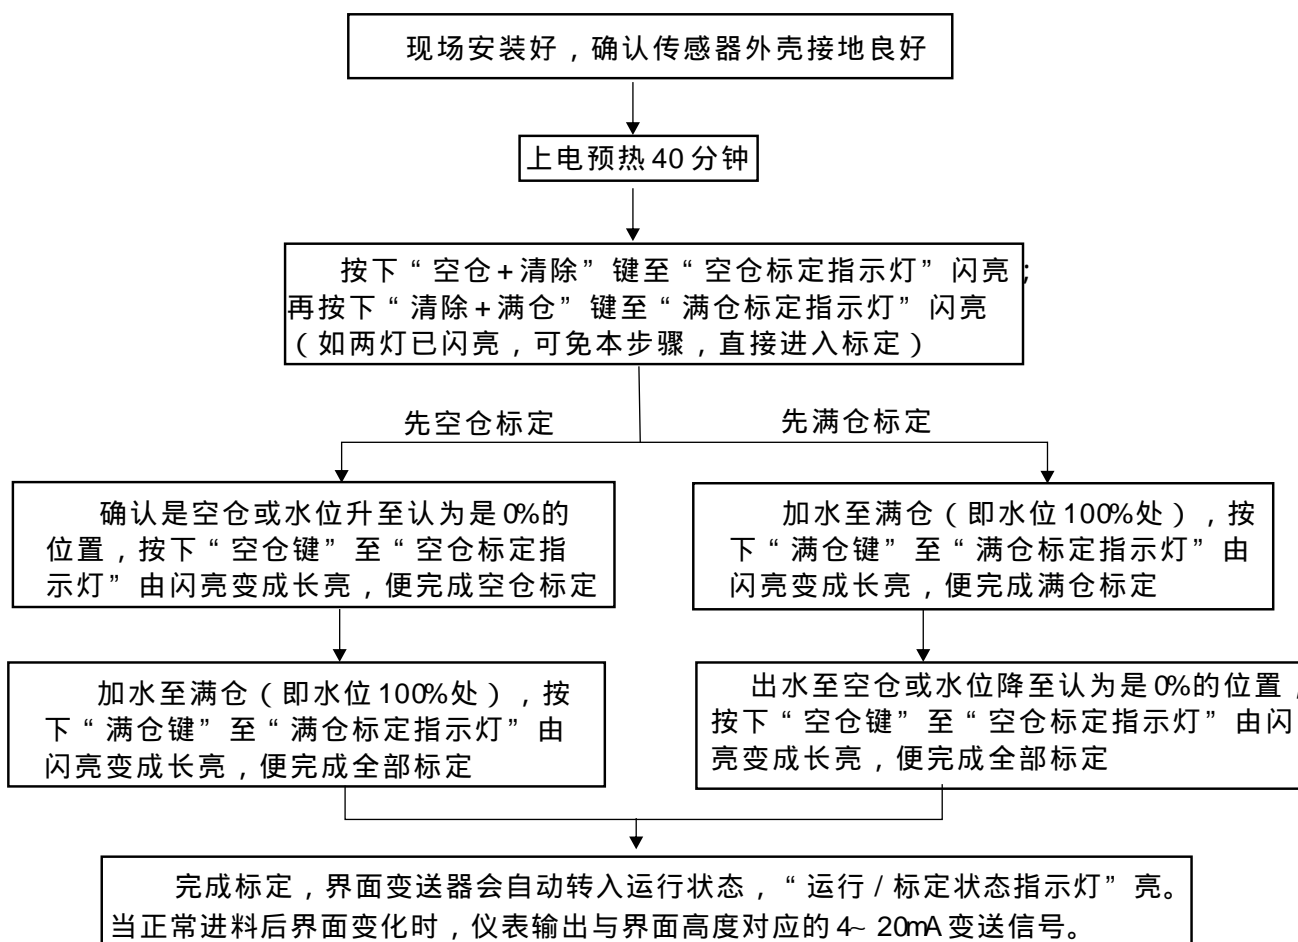 现场安装好，确认传感器外壳接地良好
上电预热40分钟
按下“空仓+清除”键至“空仓标定指示�”闪亮；
再按下“清除+满仓”键至“满仓标定指示灯”闪亮
（如两灯已闪亮，可免本步骤，直接进入标定）
先空仓标定
先满仓标定
确认是空仓或水位升至认为是0%的
位置，按下“空仓键”至“空仓标定指
示灯”由闪亮变成长亮，便完成空仓标定
加水至满仓（即水位100%处），按
下“满仓键”至“满仓标定指示灯”由
闪亮变成长亮，便完成满仓标定
加水至满仓（即水位100%处），按
下“满仓键”至“满仓标定指示灯”由
闪亮变成长亮，便完成全部标定
出水至空仓或水位降至认为是0%的位置，
按下“空仓键”至“空仓标定指示灯”由闪
亮变成长亮，便完成全部标定
完成标定，界面变送器会自动转入运行状态，“运行/标定状态指示灯”亮。
当正常进料后界面变化时，仪表输出与界面高度对应的4~20mA变送信号。